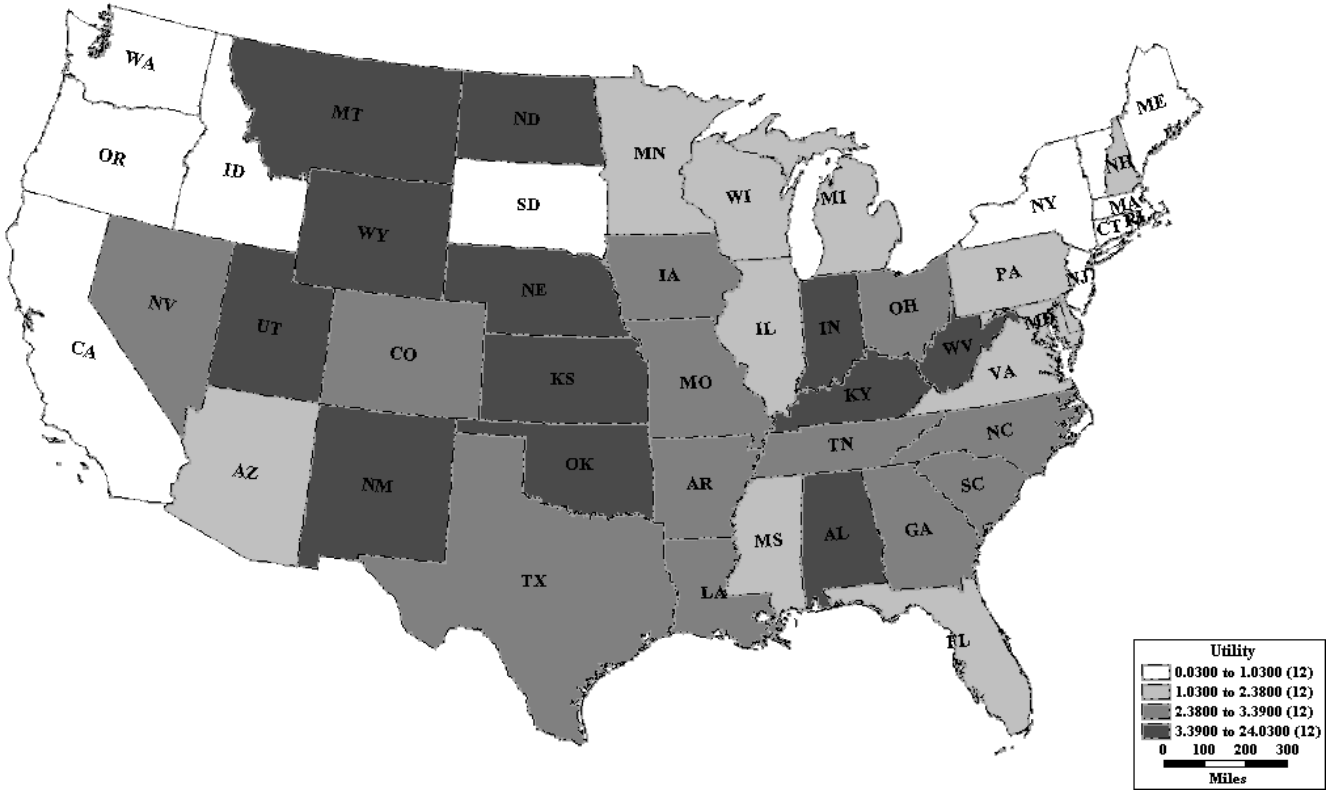 WA
MT
ND
ME
OR
ID
MN
NH
SD
WI
MI
NY
MA
CT RI
WY
NV
UT
NE
IA
PA
NJ
CO
IL
IN
OH
MD
CA
KS
MO
WV
VA
KY
AZ
NM
OK
AR
TN
NC
SC
MS
AL
GA
TX
LA
FL
Utility
0.0300 to 1.0300 (12)
1.0300 to 2.3800 (12)
2.3800 to 3.3900 (12)
3.3900 to 24.0300 (12)
0 100 200 300
Miles